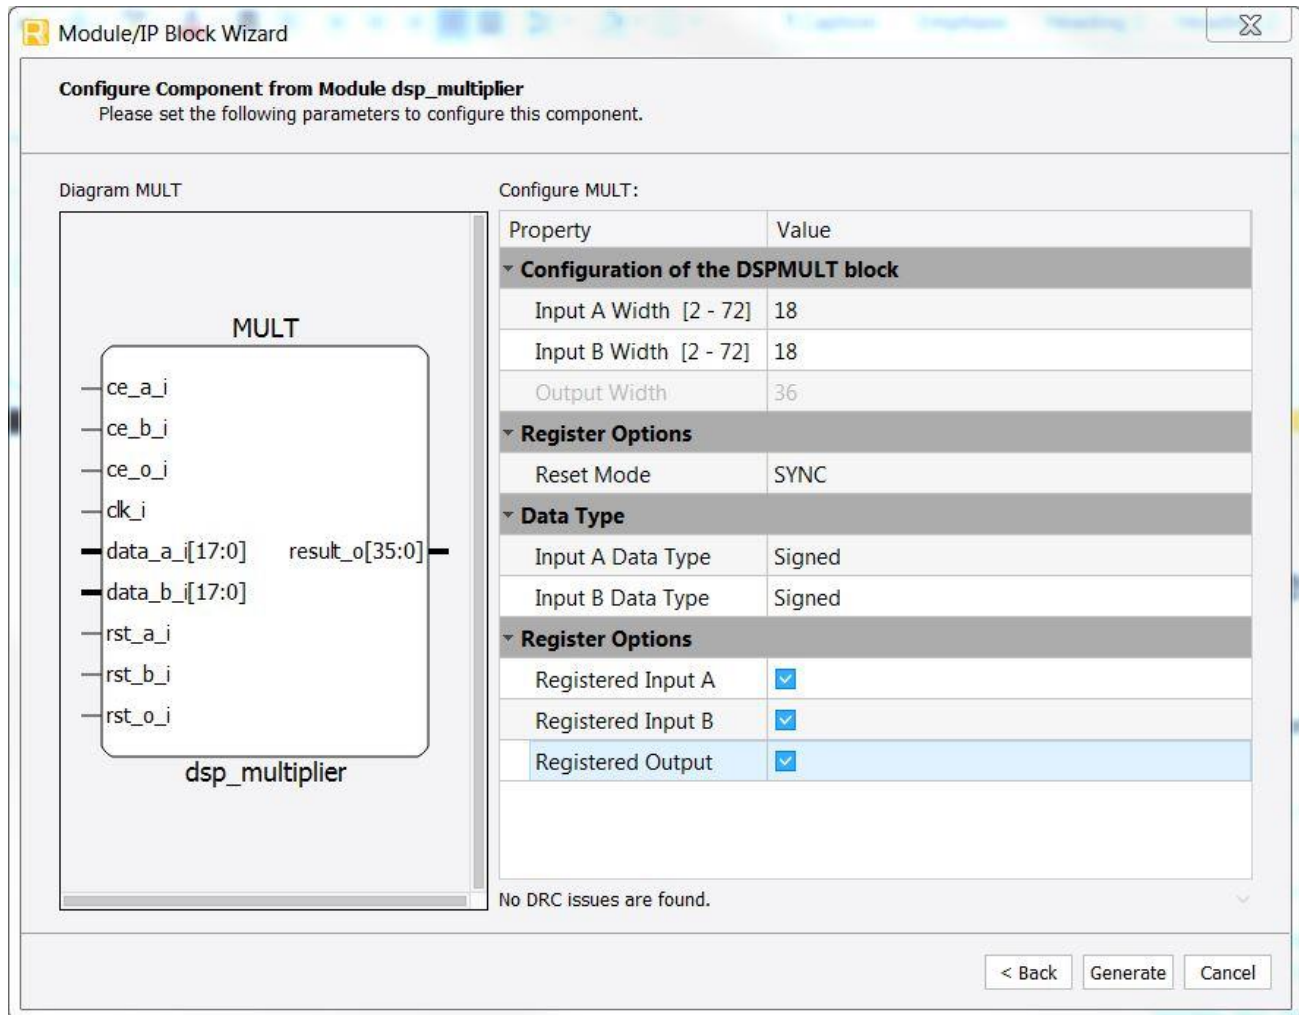 Module/IP Block Wizard
Configure Component from Module dsp_multiplier
Please set the following parameters to configure this component.
Diagram MULT
MULT
ce_a_i
ce_b_i
ce_o_i
clk_i
data_a_i[17:0] result_o[35:0]
data_b_i[17:0]
rst_a_i
rst_b_i
rst_o_i
dsp_multiplier
Configure MULT:
Property Value
Configuration of the DSPMULT block
Input A Width [2 - 72] 18
Input B Width [2 - 72] 18
Output Width 36
Register Options
Reset Mode SYNC
Data Type
Input A Data Type Signed
Input B Data Type Signed
Register Options
Registered Input A
Registered Input B
Registered Output
No DRC issues are found.
< Back Generate Cancel